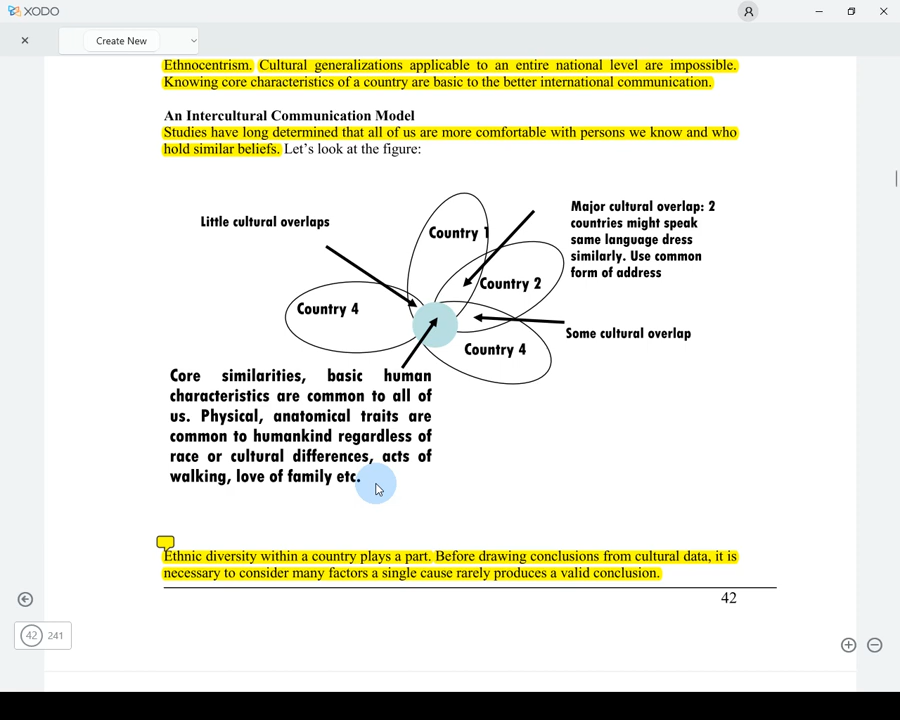 XODO
Create New
Ethnocentrism. Cultural generalizations applicable to an entire national level are impossible.
Knowing core characteristics of a country are basic to the better international communication.
An Intercultural Communication Model
Studies have long determined that all of us are more comfortable with persons we know and who
hold similar beliefs. Let's look at the figure:
Little cultural overlaps
Major cultural overlap: 2
countries might speak
same language dress
similarly. Use common
form of address
Country 1
Country 2
Country 4
Some cultural overlap
Country 4
Core similarities, basic human
characteristics are common to all of
us. Physical, anatomical traits are
common to humankind regardless of
race or cultural differences, acts of
walking, love of family etc.
Ethnic diversity within a country plays a part. Before drawing conclusions from cultural data, it is
necessary to consider many factors a single cause rarely produces a valid conclusion.
42
42 241